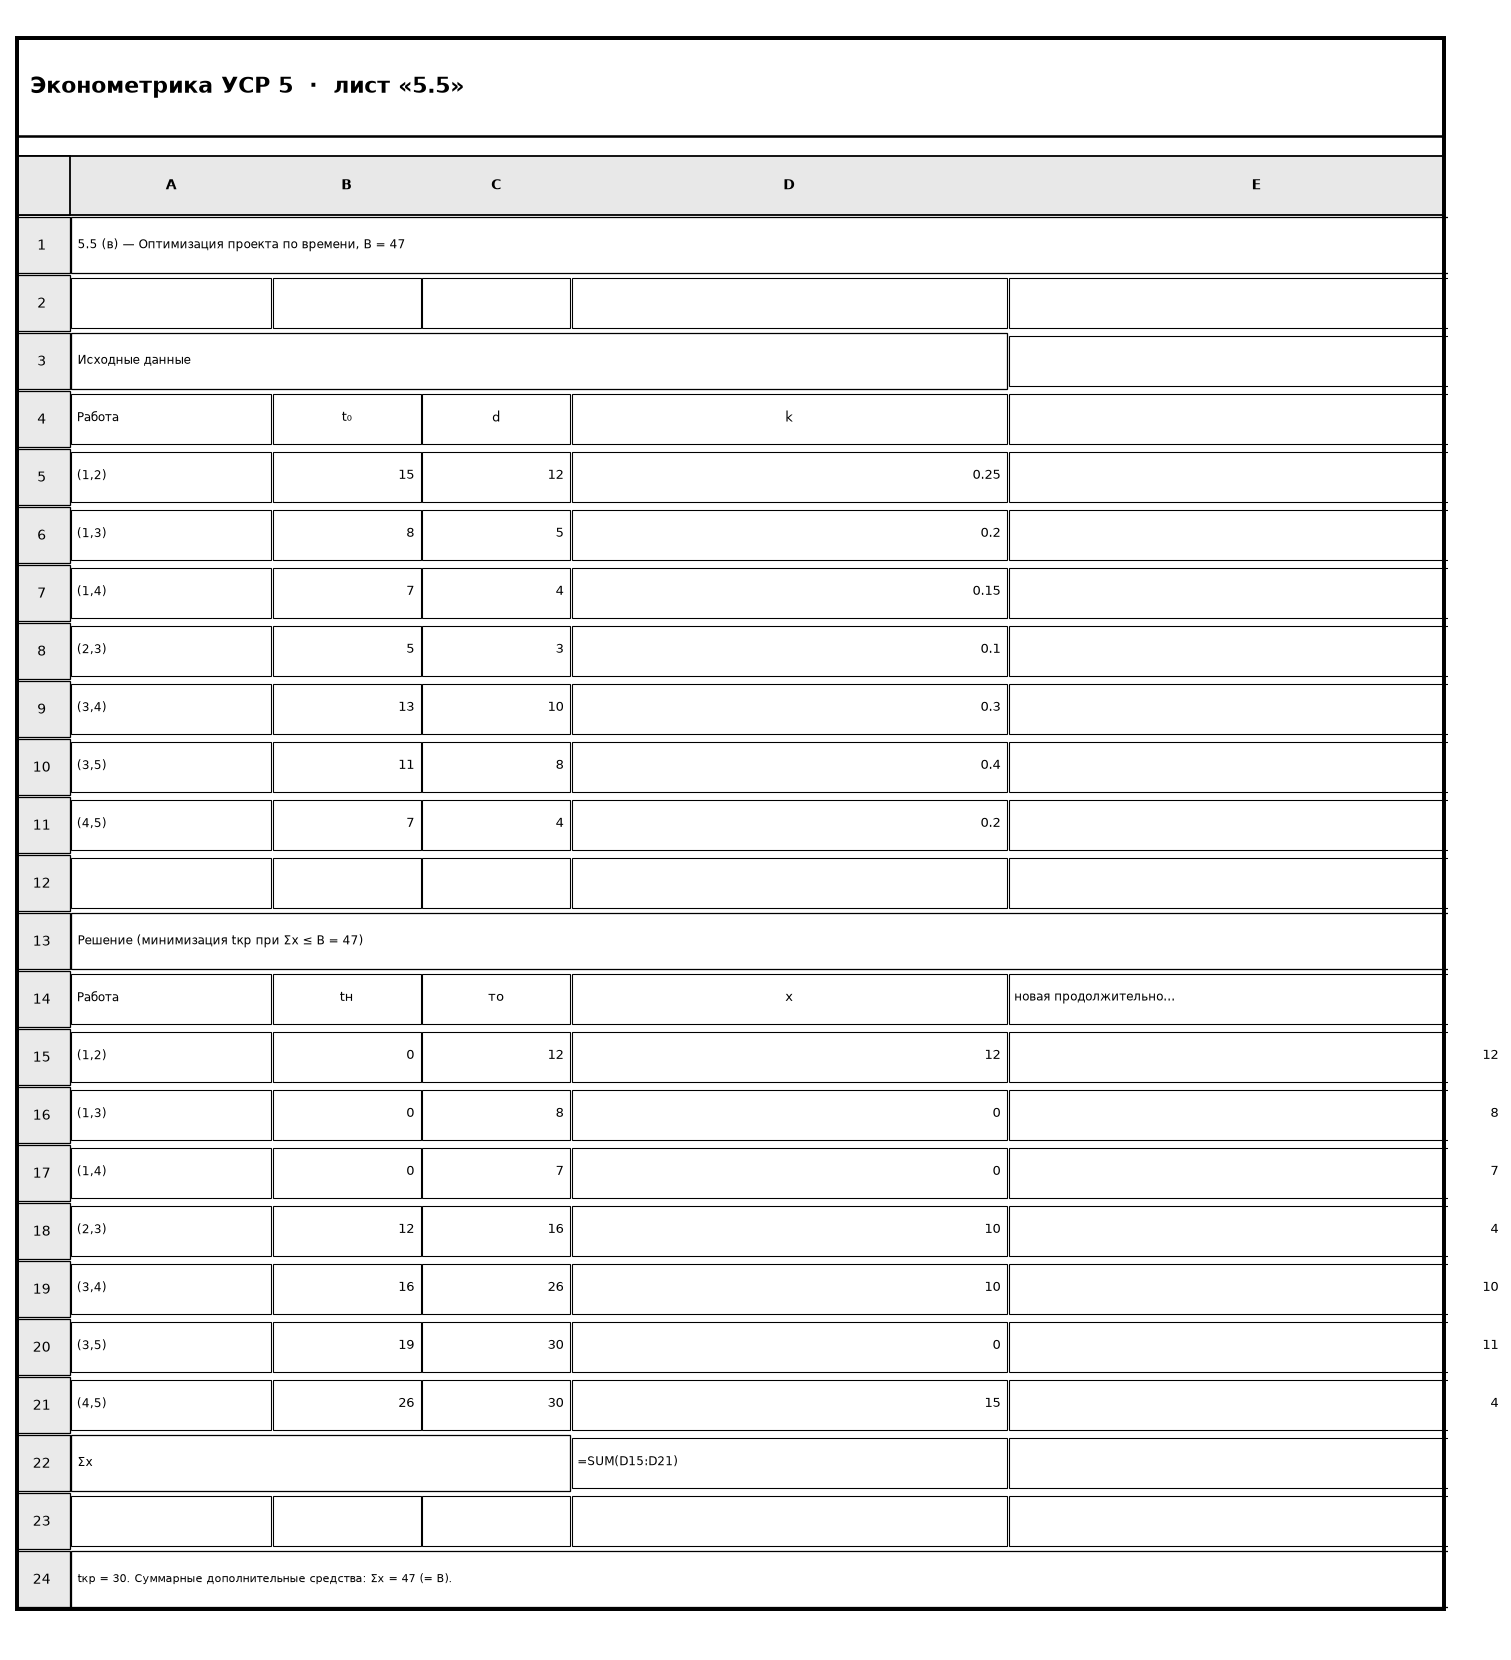 Эконометрика УСР 5 · лист «5.5»
A B C D E
1 5.5 (в) — Оптимизация проекта по времени, B = 47
2
3 Исходные данные
4 Работа t₀ d k
5 (1,2) 15 12 0.25
6 (1,3) 8 5 0.2
7 (1,4) 7 4 0.15
8 (2,3) 5 3 0.1
9 (3,4) 13 10 0.3
10 (3,5) 11 8 0.4
11 (4,5) 7 4 0.2
12
13 Решение (минимизация tкр при Σx ≤ B = 47)
14 Работа tн то x новая продолжительно...
15 (1,2) 0 12 12 12
16 (1,3) 0 8 0 8
17 (1,4) 0 7 0 7
18 (2,3) 12 16 10 4
19 (3,4) 16 26 10 10
20 (3,5) 19 30 0 11
21 (4,5) 26 30 15 4
22 Σx =SUM(D15:D21)
23
24 tкр = 30. Суммарные дополнительные средства: Σx = 47 (= B).